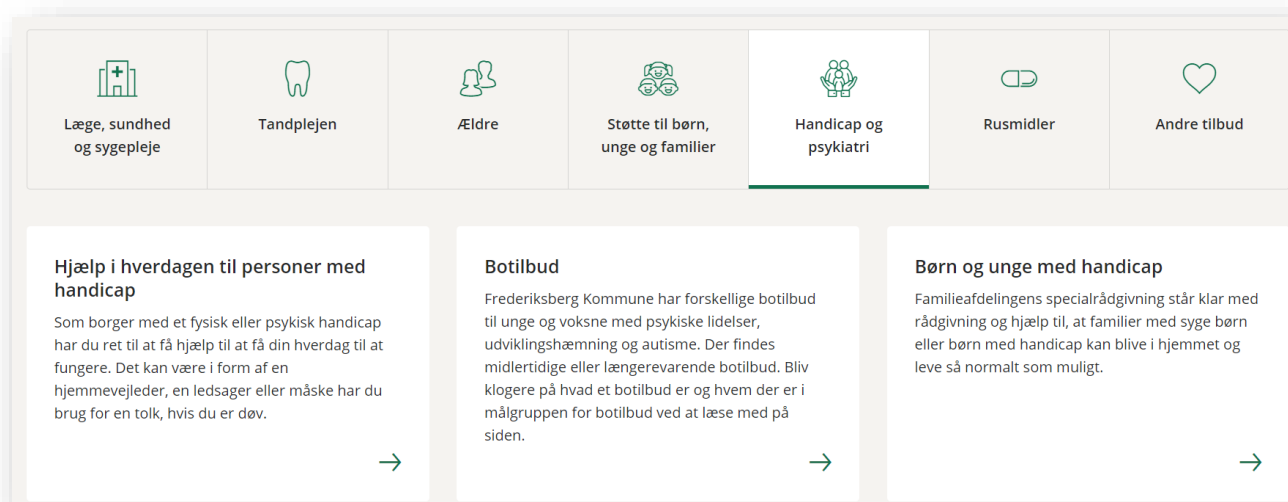 Læge, sundhed
og sygepleje
Tandplejen
Ældre
Støtte til børn,
unge og familier
Handicap og
psykiatri
Rusmidler
Andre tilbud
Hjælp i hverdagen til personer med
handicap
Som borger med et fysisk eller psykisk handicap
har du ret til at få hjælp til at få din hverdag til at
fungere. Det kan være i form af en
hjemmevejleder, en ledsager eller måske har du
brug for en tolk, hvis du er døv.
Botilbud
Frederiksberg Kommune har forskellige botilbud
til unge og voksne med psykiske lidelser,
udviklingshæmning og autisme. Der findes
midlertidige eller længerevarende botilbud. Bliv
klogere på hvad et botilbud er og hvem der er i
målgruppen for botilbud ved at læse med på
siden.
Børn og unge med handicap
Familieafdelingens specialrådgivning står klar med
rådgivning og hjælp til, at familier med syge børn
eller børn med handicap kan blive i hjemmet og
leve så normalt som muligt.